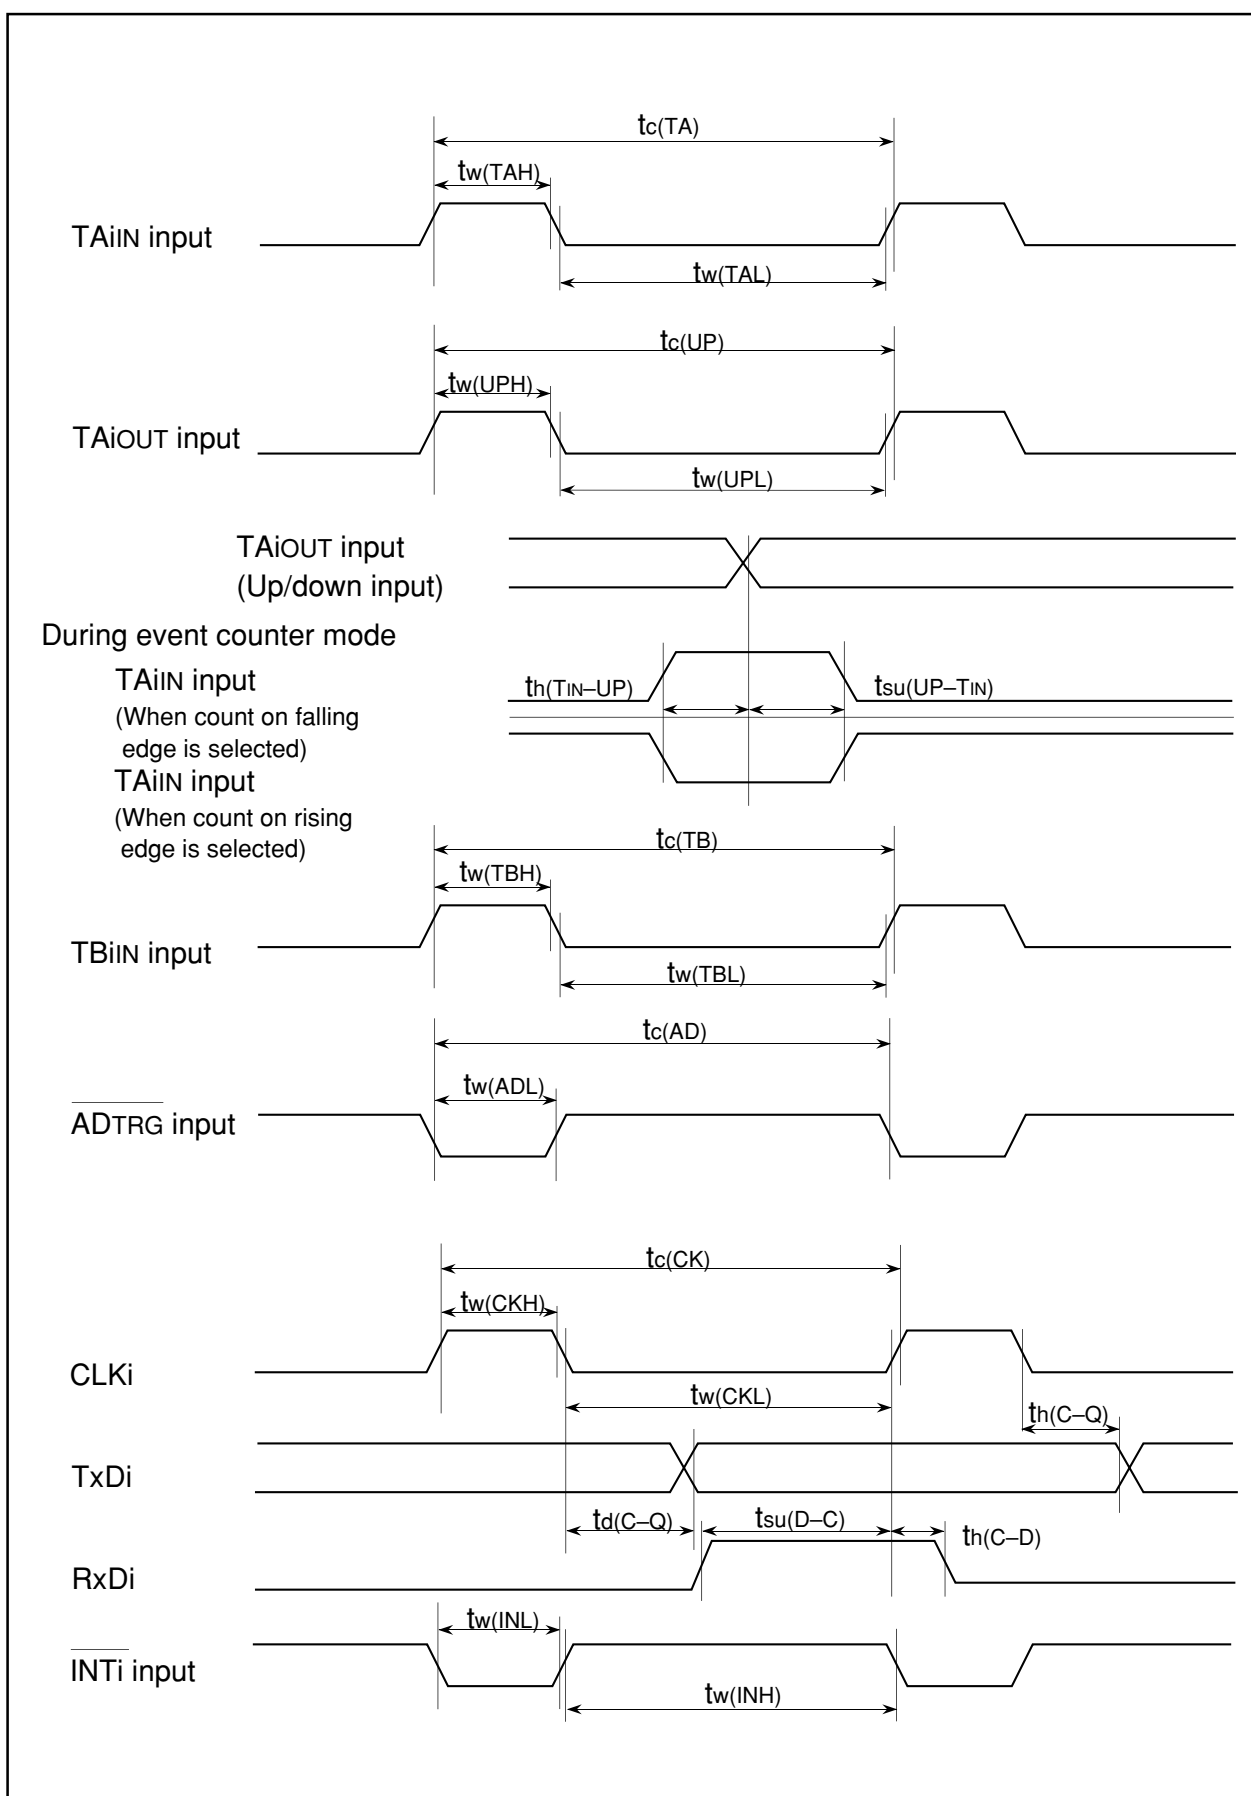 tc(TA)
tw(TAH)
TAiIN input
tw(TAL)
tc(UP)
tw(UPH)
TAiOUT input
tw(UPL)
TAiOUT input
(Up/down input)
During event counter mode
TAiIN input
(When count on falling
edge is selected)
th(TIN–UP)
tsu(UP–TIN)
TAiIN input
(When count on rising
edge is selected)
tc(TB)
tw(TBH)
TBiIN input
tw(TBL)
tc(AD)
tw(ADL)
ADTRG input
tc(CK)
tw(CKH)
CLKi
tw(CKL)
th(C–Q)
TxDi
td(C–Q)
tsu(D–C)
th(C–D)
RxDi
tw(INL)
INTi input
tw(INH)